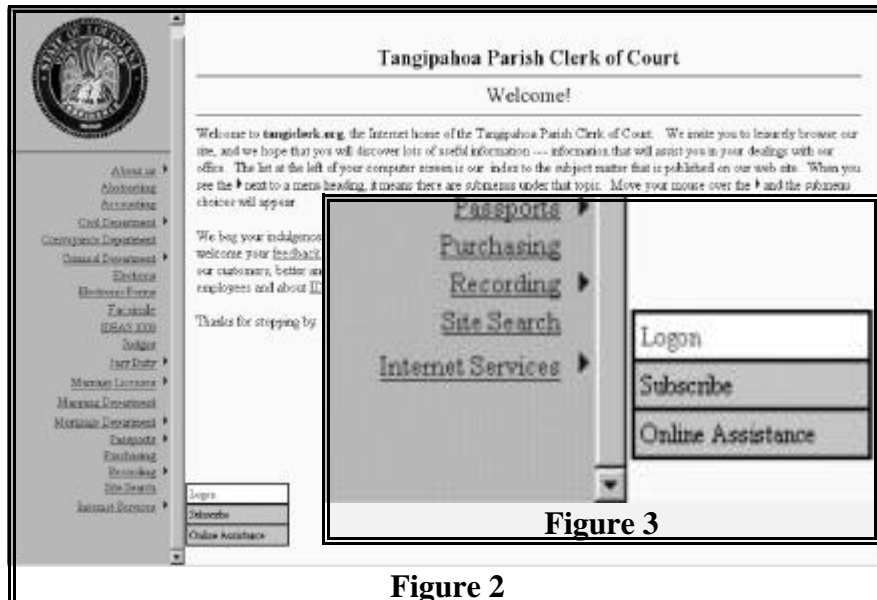 STATE OF LOUISIANA
Tangipahoa Parish Clerk of Court
Welcome!
Welcome to tangiclerk.org, the Internet home of the Tangipahoa Parish Clerk of Court. We invite you to leisurely browse our
site, and we hope that you will discover lots of useful information --- information that will assist you in your dealings with our
office. The list at the left of your computer screen is our index to the subject matter that is published on our web site. When you
see the next to a menu heading, it means there are submenus under that topic. Move your mouse over the and the submenu
choices will appear
We beg your indulgence
welcome your feedback
our customers, better and
employees and about
Thanks for stopping by
About us
Abstracting
Accounting
Civil Department
Conveyance Department
Criminal Department
Elections
Electronic Forms
Facsimile
IDEAS 2000
Judges
Jury Duty
Marriage Licenses
Mapping Department
Mortgage Department
Passports
Purchasing
Recording
Site Search
Internet Services
Logon
Subscribe
Online Assistance
Passports
Purchasing
Recording
Site Search
Internet Services
Logon
Subscribe
Online Assistance
Figure 3
Figure 2